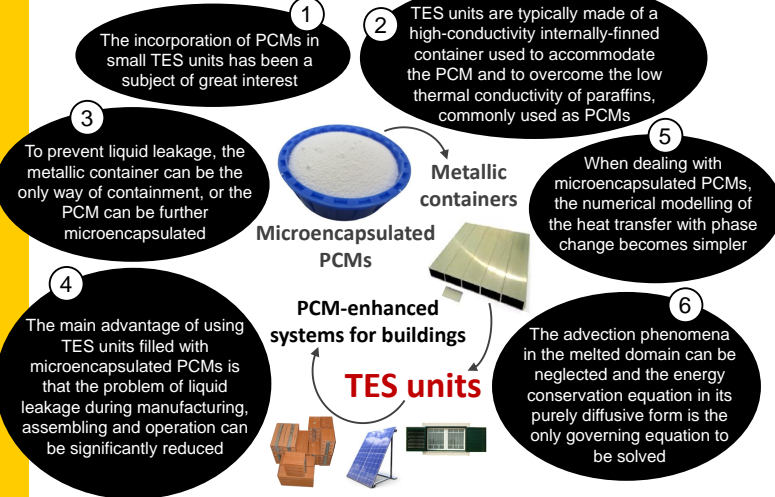 1
The incorporation of PCMs in
small TES units has been a
subject of great interest
2
TES units are typically made of a
high-conductivity internally-finned
container used to accommodate
the PCM and to overcome the low
thermal conductivity of paraffins,
commonly used as PCMs
3
To prevent liquid leakage, the
metallic container can be the
only way of containment, or the
PCM can be further
microencapsulated
4
The main advantage of using
TES units filled with
microencapsulated PCMs is
that the problem of liquid
leakage during manufacturing,
assembling and operation can
be significantly reduced
5
When dealing with
microencapsulated PCMs,
the numerical modelling of
the heat transfer with phase
change becomes simpler
6
The advection phenomena
in the melted domain can be
neglected and the energy
conservation equation in its
purely diffusive form is the
only governing equation to
be solved
Metallic
containers
Microencapsulated
PCMs
PCM-enhanced
systems for buildings
TES units